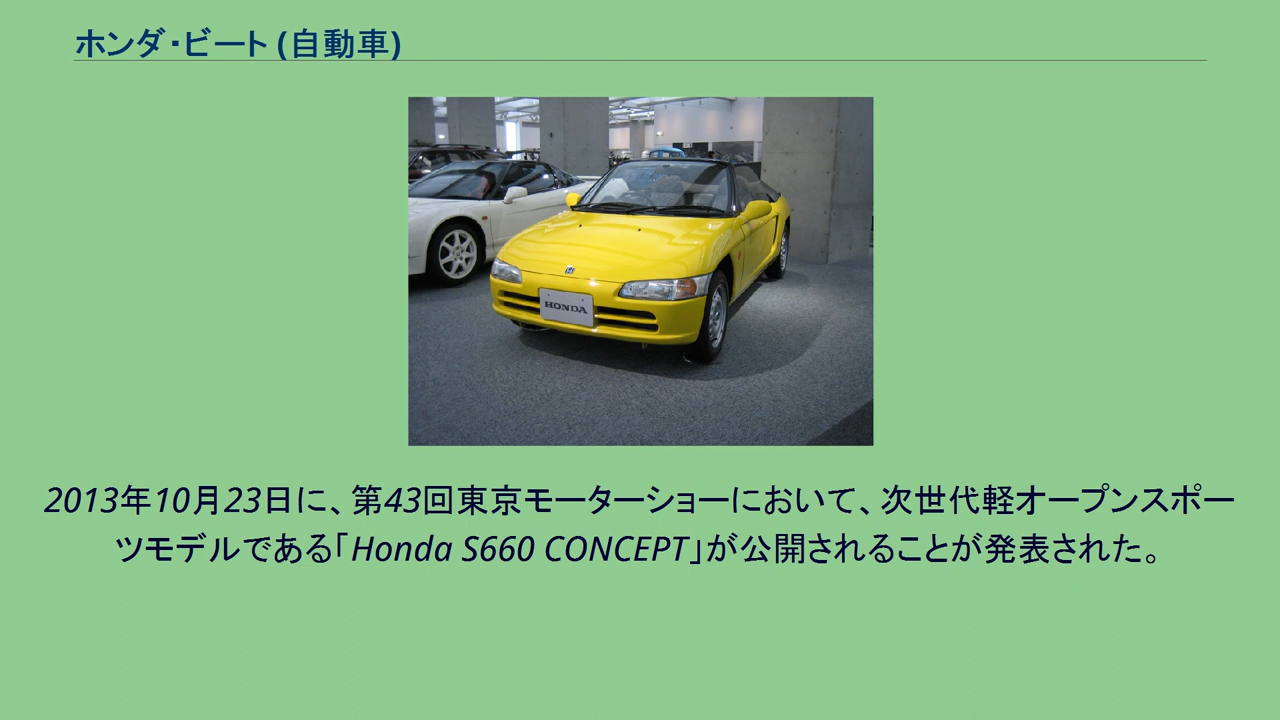 ホンダ・ビート (自動車)
HONDA
2013年10月23日に、第43回東京モーターショーにおいて、次世代軽オープンスポー
ツモデルである「Honda S660 CONCEPT」が公開されることが発表された。